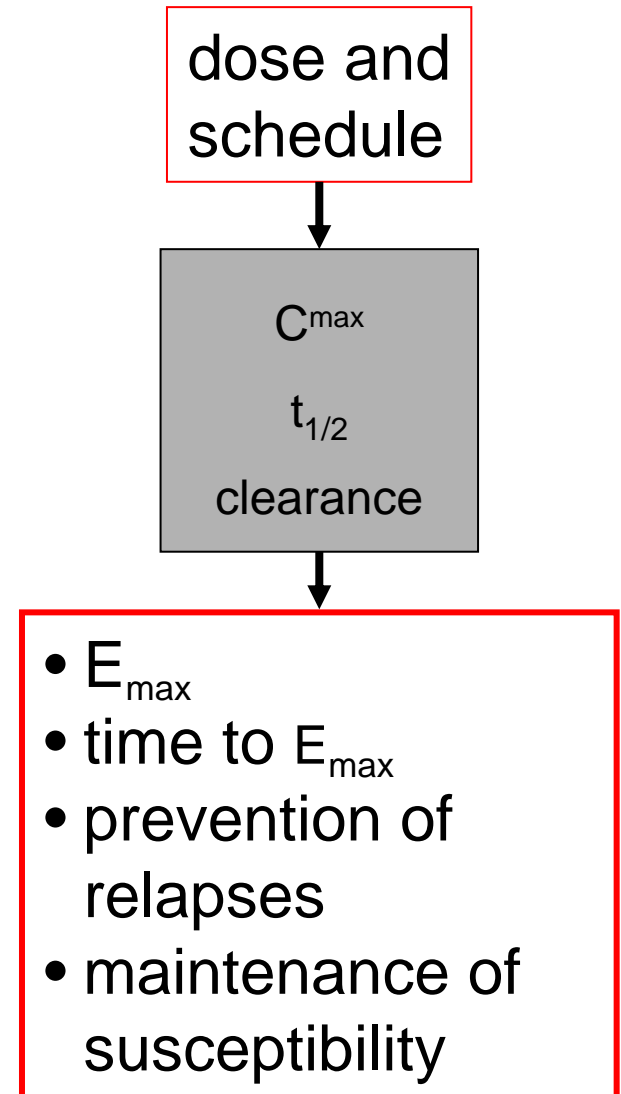 dose and
schedule
Cᵐᵃˣ
t₁/₂
clearance
• Eₘₐₓ
• time to Eₘₐₓ
• prevention of
relapses
• maintenance of
susceptibility